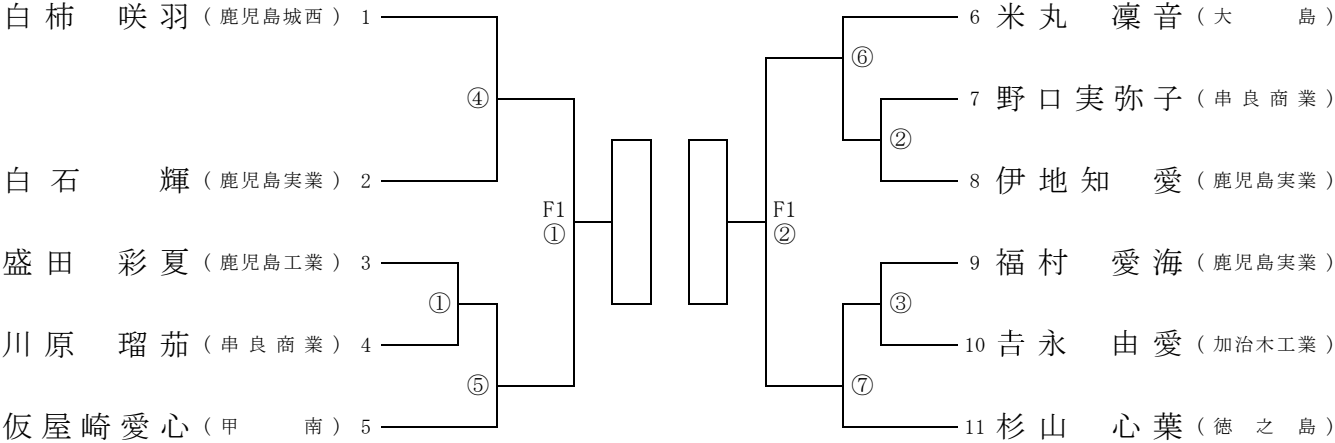 白柿 咲羽 (鹿児島城西) 1
④
白石 輝 (鹿児島実業) 2
F1
①
盛田 彩夏 (鹿児島工業) 3
①
川原 瑠茄 (串良商業) 4
⑤
仮屋崎愛心 (甲南) 5
6 米丸 凜音 (大島)
⑥
7 野口実弥子 (串良商業)
②
8 伊地知 愛 (鹿児島実業)
F1
②
9 福村 愛海 (鹿児島実業)
③
10 𠮷永 由愛 (加治木工業)
⑦
11 杉山 心葉 (徳之島)